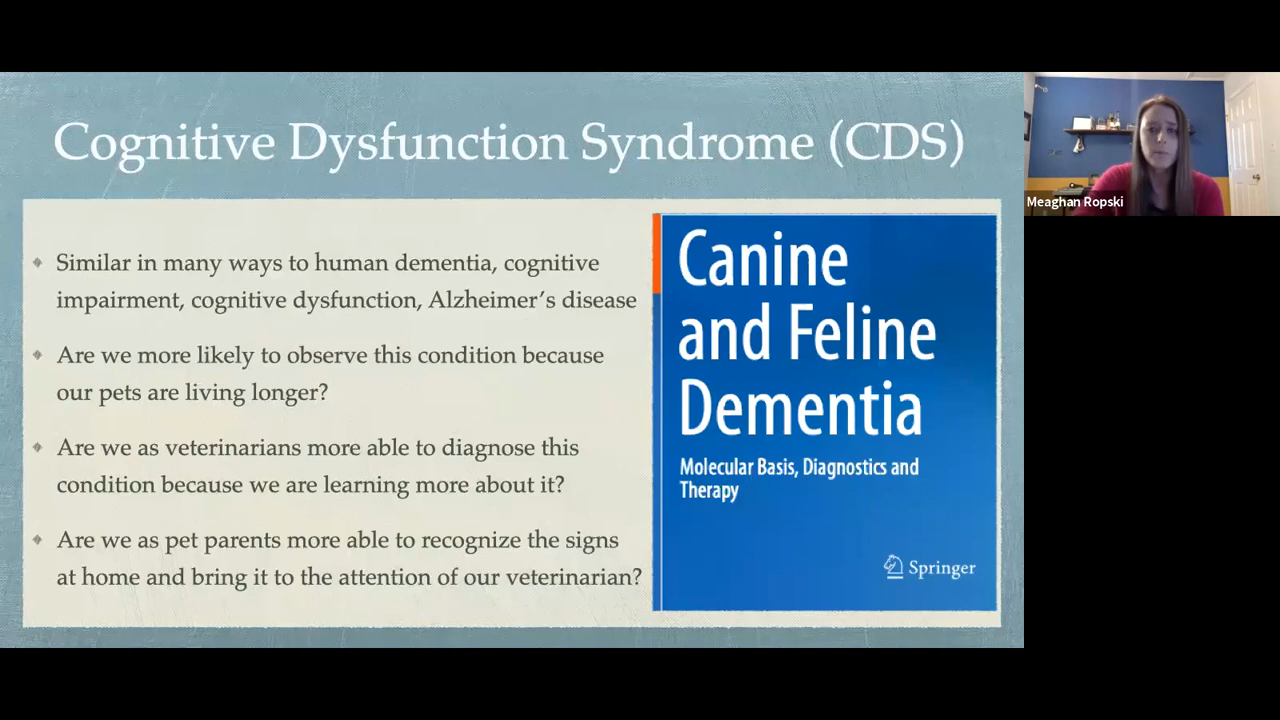 Cognitive Dysfunction Syndrome (CDS)
Similar in many ways to human dementia, cognitive
impairment, cognitive dysfunction, Alzheimer's disease
Are we more likely to observe this condition because
our pets are living longer?
Are we as veterinarians more able to diagnose this
condition because we are learning more about it?
Are we as pet parents more able to recognize the signs
at home and bring it to the attention of our veterinarian?
Canine
and Feline
Dementia
Molecular Basis, Diagnostics and
Therapy
Springer
Meaghan Ropski